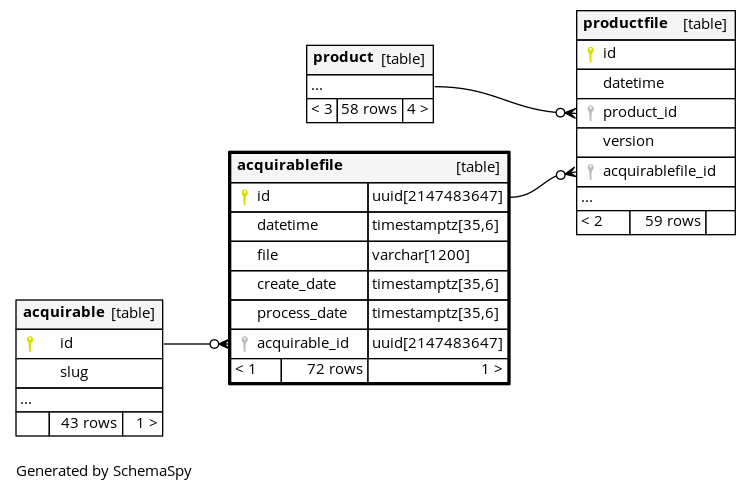 productfile [table]
id
datetime
product_id
version
acquirablefile_id
...
< 2 59 rows
product [table]
...
< 3 58 rows 4 >
acquirablefile [table]
id uuid[2147483647]
datetime timestamptz[35,6]
file varchar[1200]
create_date timestamptz[35,6]
process_date timestamptz[35,6]
acquirable_id uuid[2147483647]
< 1 72 rows 1 >
acquirable [table]
id
slug
...
43 rows 1 >
Generated by SchemaSpy